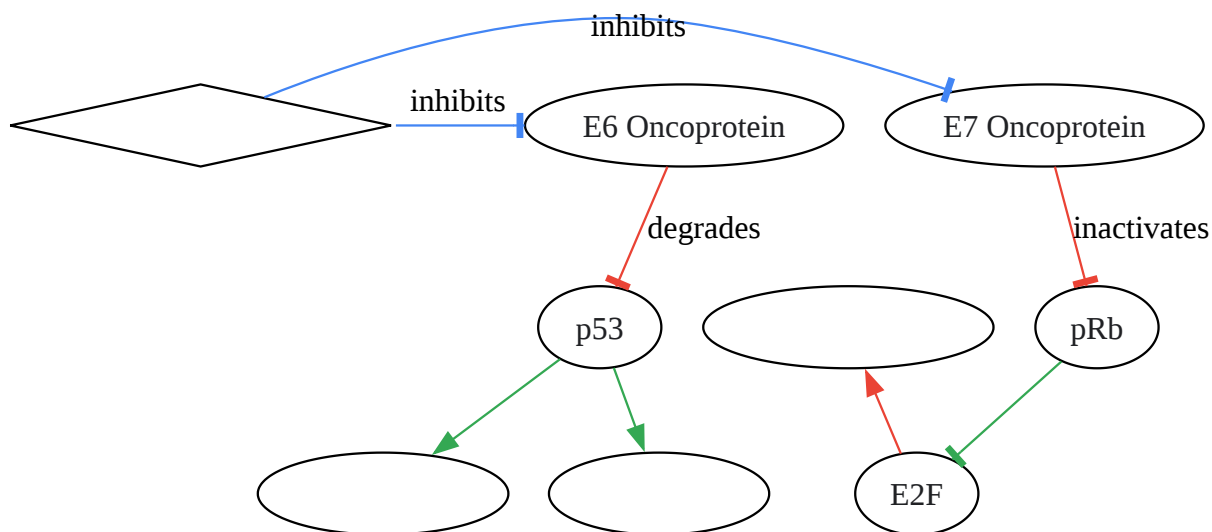 inhibits
inhibits
E6 Oncoprotein
E7 Oncoprotein
degrades
inactivates
p53
pRb
E2F